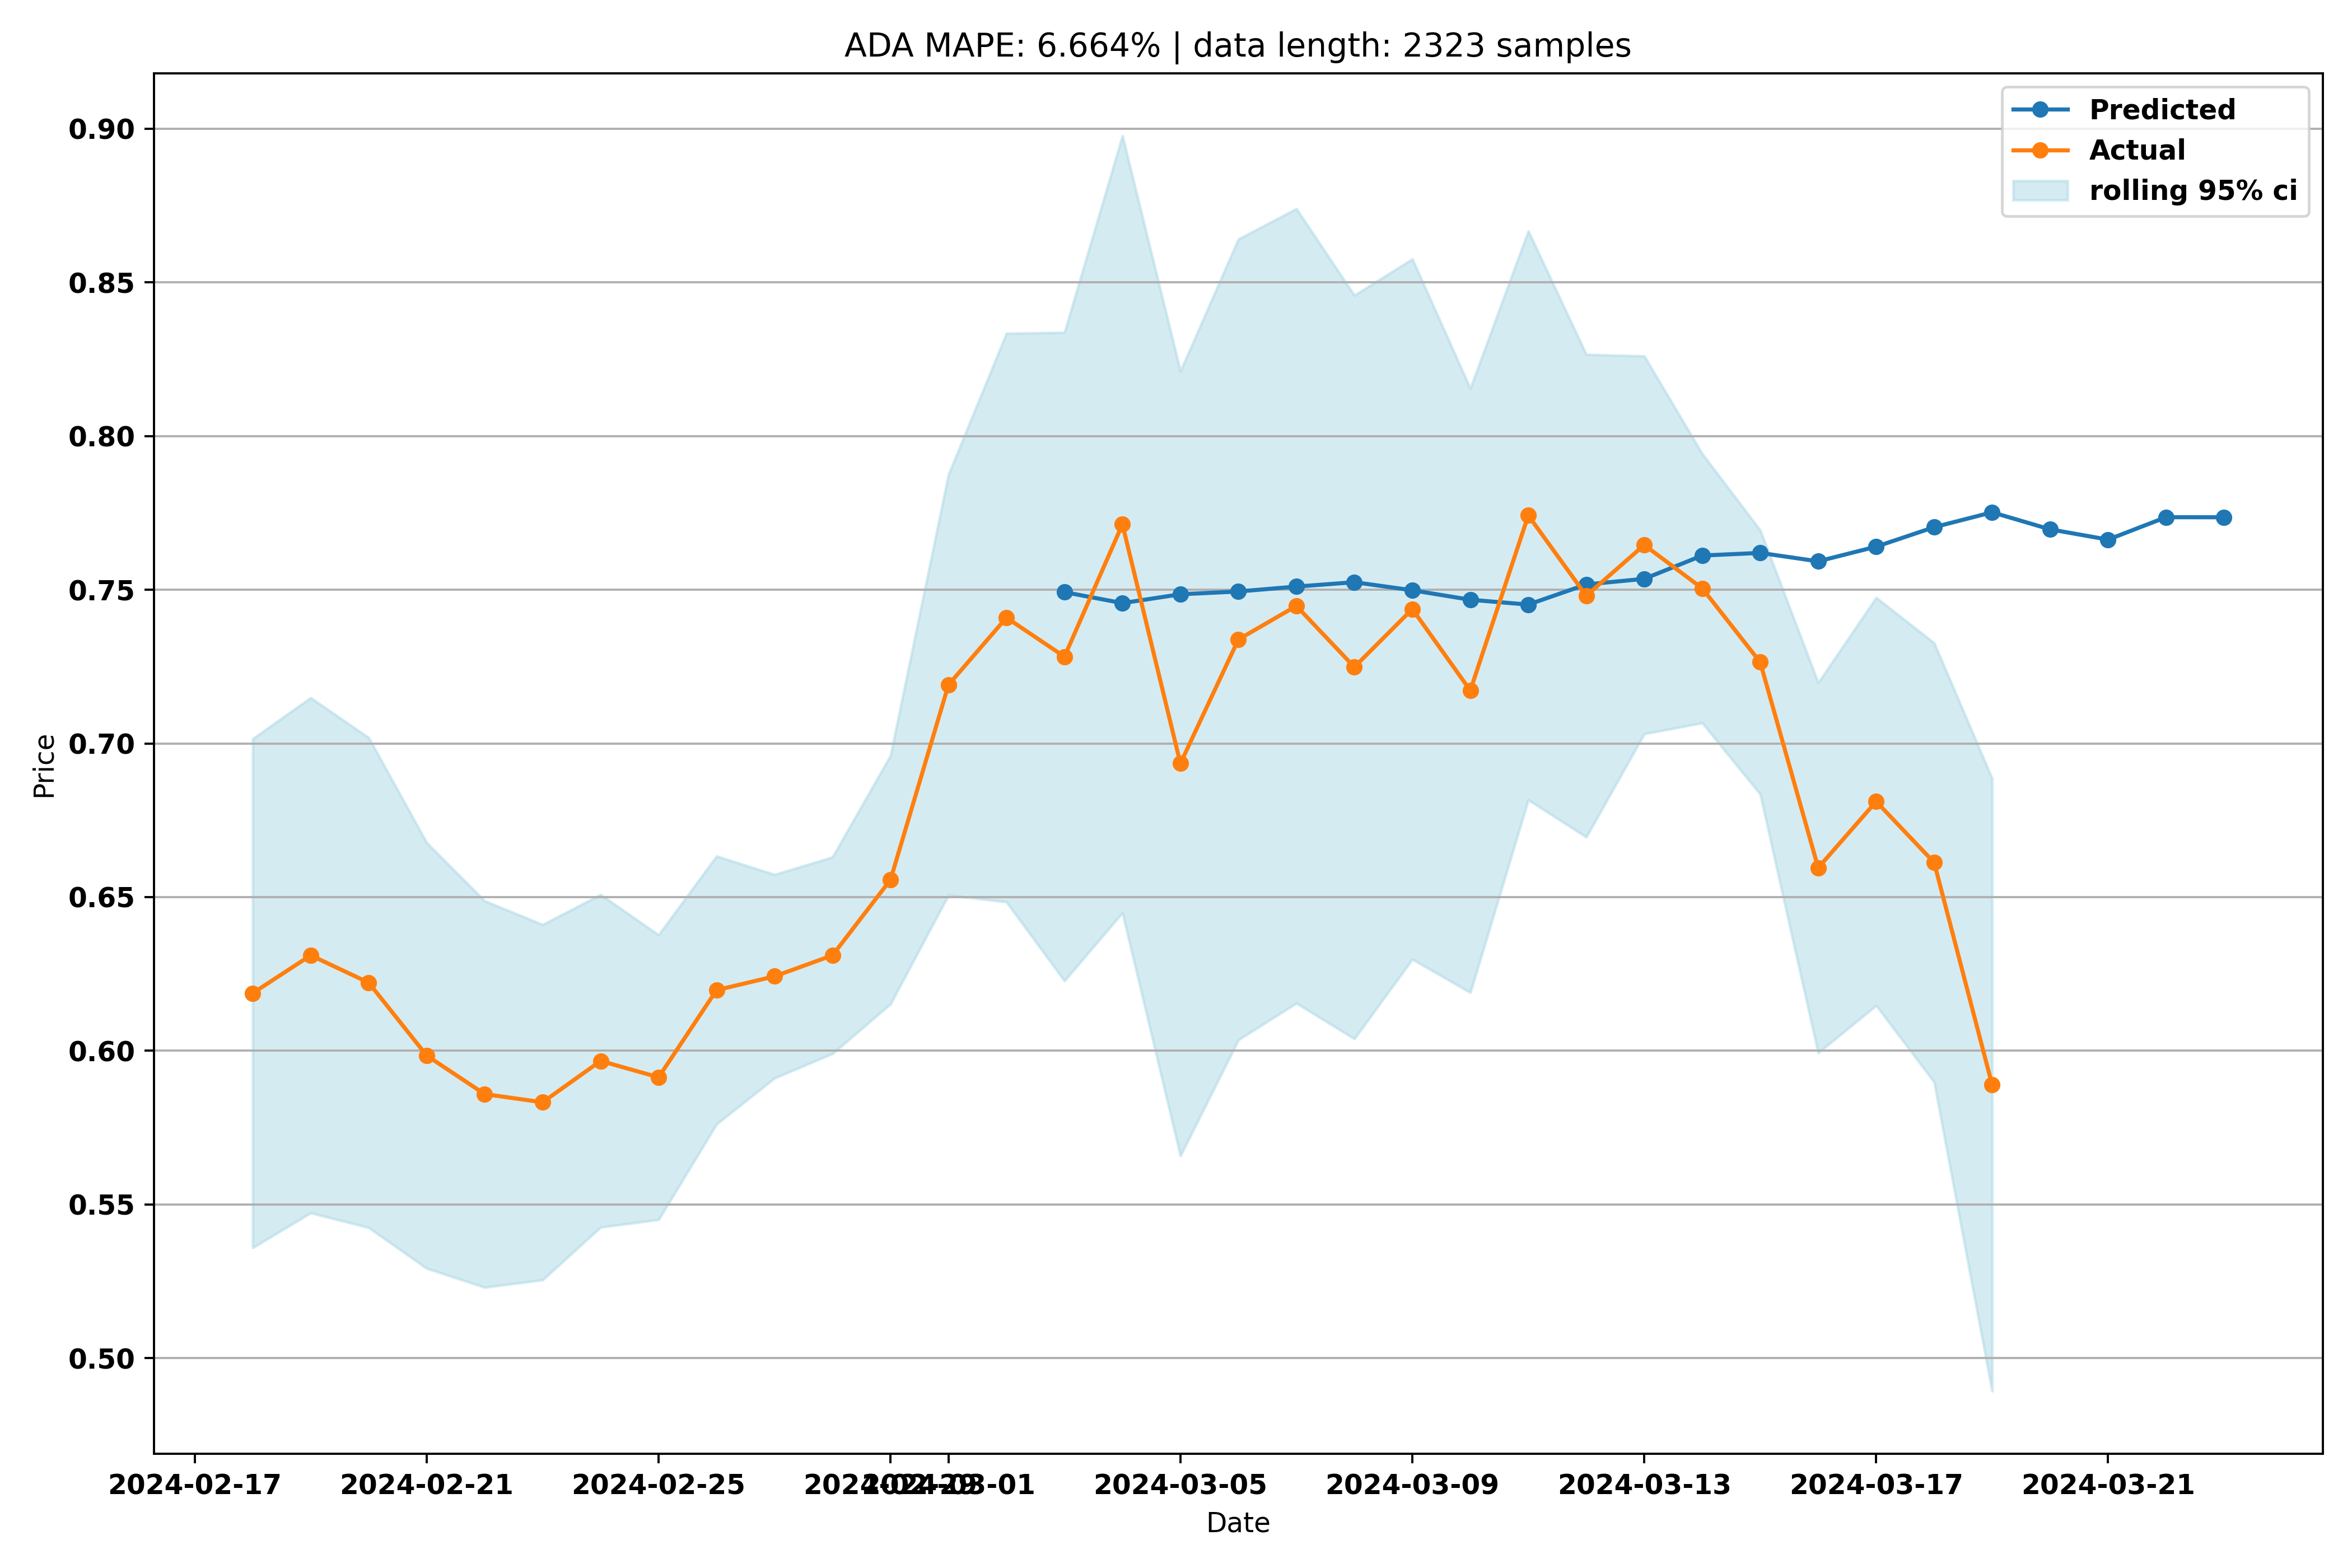 ADA MAPE: 6.664% | data length: 2323 samples
Predicted
Actual
rolling 95% ci
0.90
0.85
0.80
0.75
0.70
0.65
0.60
0.55
0.50
Price
2024-02-17 2024-02-21 2024-02-25 2024-02-29 2024-03-01 2024-03-05 2024-03-09 2024-03-13 2024-03-17 2024-03-21
Date